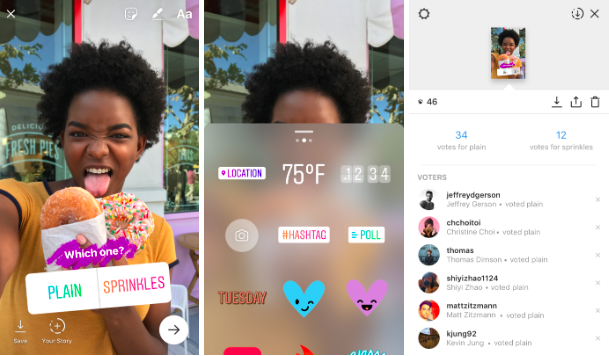 Aa
DELICIOUS
FRESH PIES
Which one?
PLAIN
SPRINKLES
Save
Your Story
LOCATION
75°F
12 34
#HASHTAG
POLL
TUESDAY
46
34
votes for plain
12
votes for sprinkles
VOTERS
jeffreydgerson
Jeffrey Gerson • voted plain
chchoitoi
Christine Choi • voted plain
thomas
Thomas Dimson • voted plain
shiyizhao1124
Shiyi Zhao • voted plain
mattzitzmann
Matt Zitzmann • voted plain
kjung92
Kevin Jung • voted plain